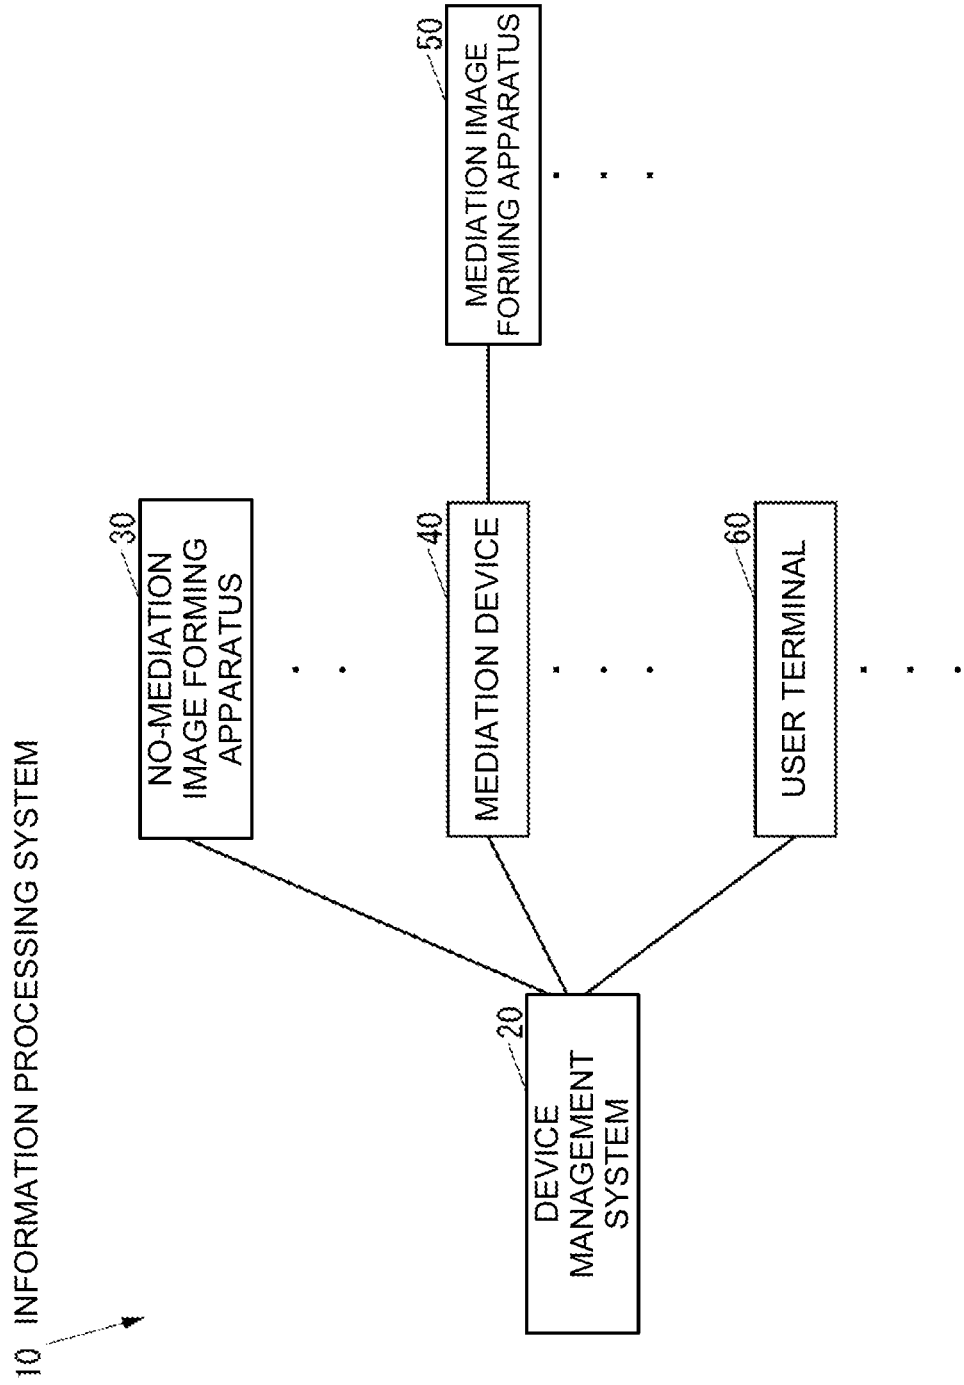 10 INFORMATION PROCESSING SYSTEM
20
DEVICE
MANAGEMENT
SYSTEM
30
NO-MEDIATION
IMAGE FORMING
APPARATUS
40
MEDIATION DEVICE
60
USER TERMINAL
50
MEDIATION IMAGE
FORMING APPARATUS